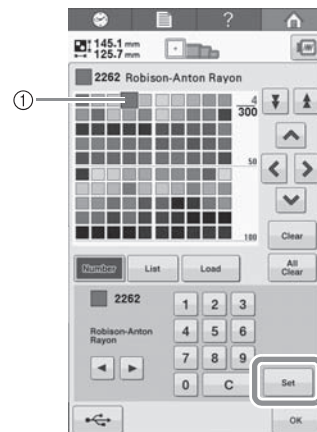 ?
145.1 mm
125.7 mm
2262 Robison-Anton Rayon
①
4
300
50
100
Clear
Number
List
Load
All
Clear
2262
1 2 3
Robison-Anton
Rayon
4 5 6
7 8 9
0 C
Set
OK